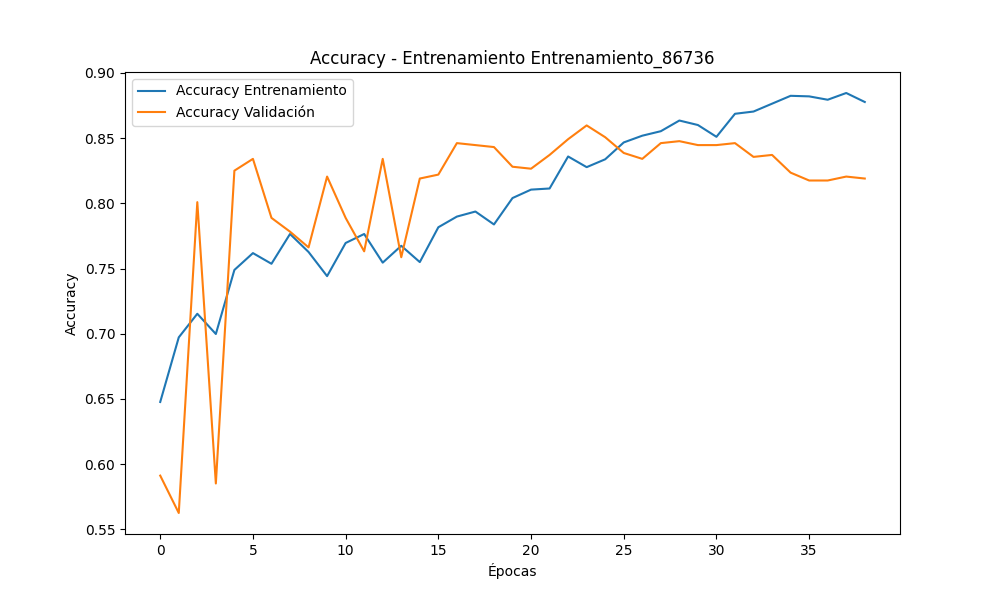 Accuracy - Entrenamiento Entrenamiento_86736
Accuracy Entrenamiento
Accuracy Validación
0.90
0.85
0.80
0.75
0.70
0.65
0.60
0.55
Accuracy
0 5 10 15 20 25 30 35
Épocas